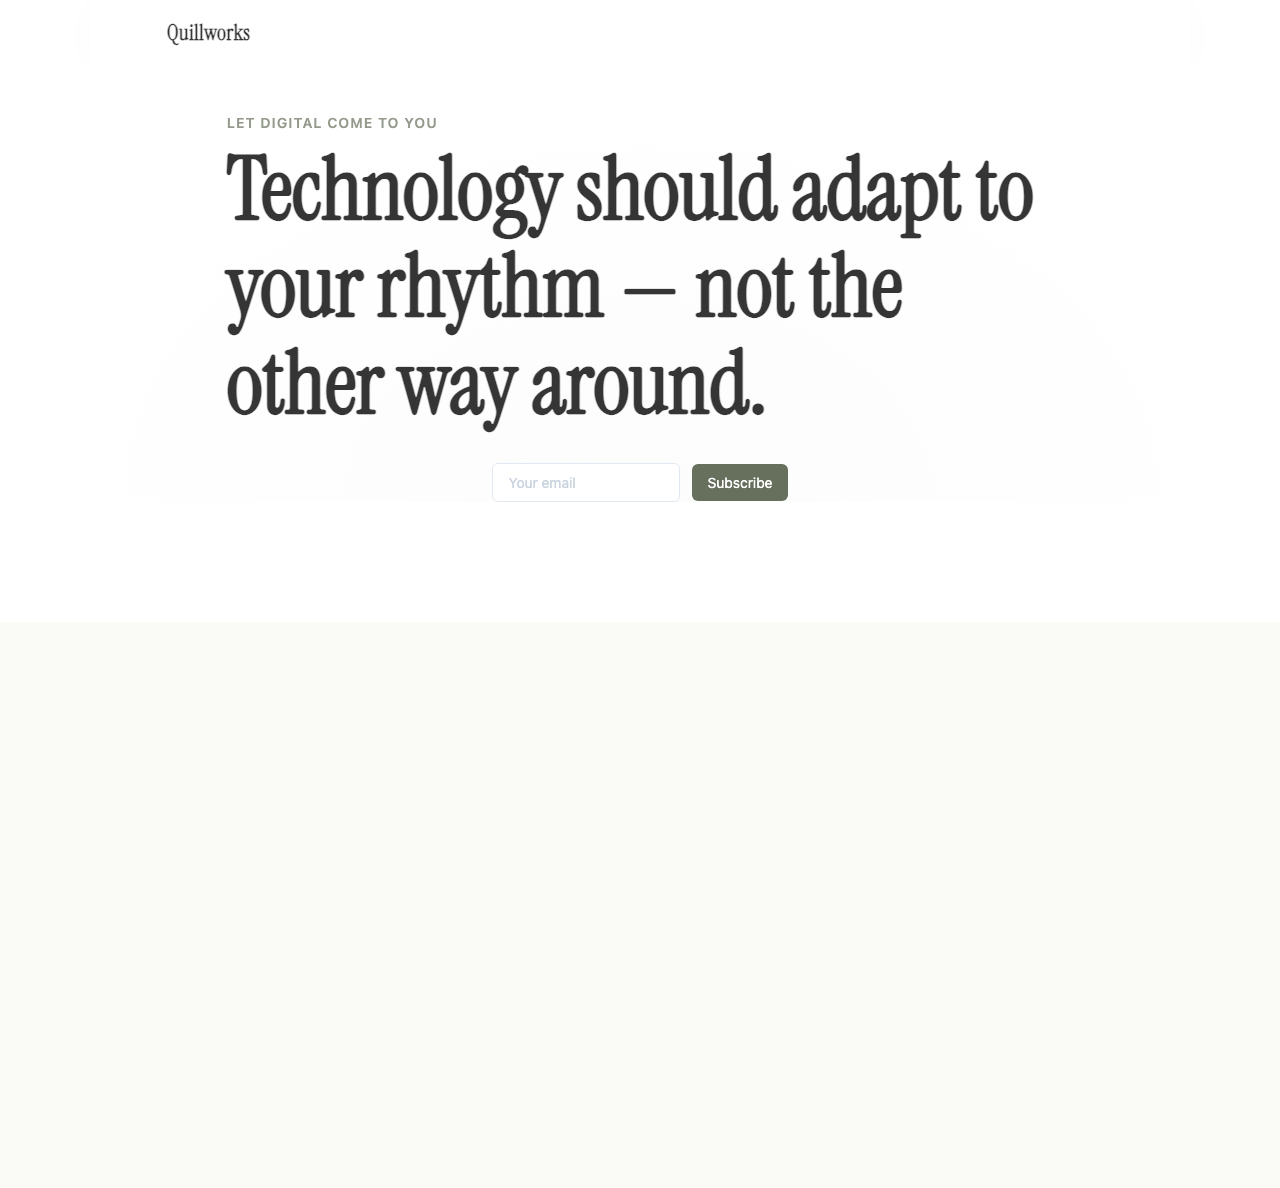 Quillworks
LET DIGITAL COME TO YOU
Technology should adapt to
your rhythm — not the
other way around.
Your email
Subscribe